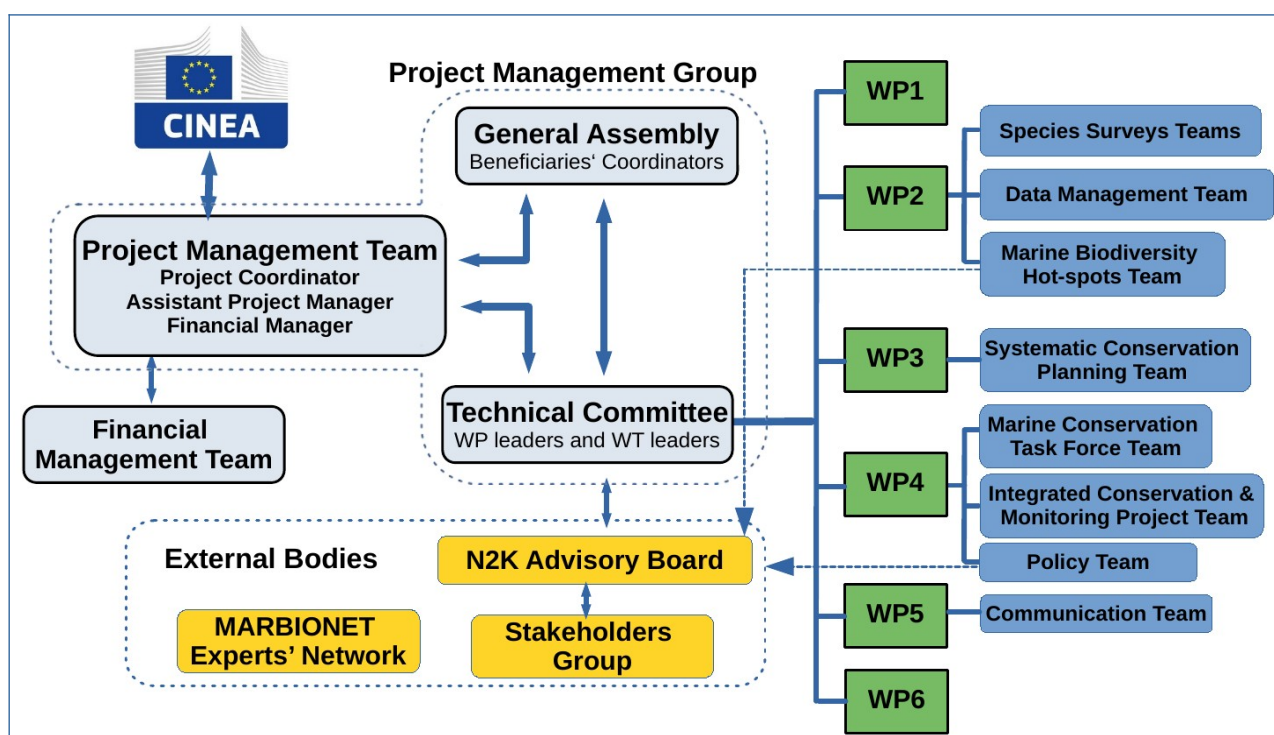 CINEA
Project Management Group
General Assembly
Beneficiaries‘ Coordinators
Project Management Team
Project Coordinator
Assistant Project Manager
Financial Manager
Financial
Management Team
Technical Committee
WP leaders and WT leaders
External Bodies
N2K Advisory Board
MARBIONET
Experts’ Network
Stakeholders
Group
WP1
WP2
Species Surveys Teams
Data Management Team
Marine Biodiversity
Hot-spots Team
WP3
Systematic Conservation
Planning Team
WP4
Marine Conservation
Task Force Team
Integrated Conservation &
Monitoring Project Team
Policy Team
WP5
Communication Team
WP6